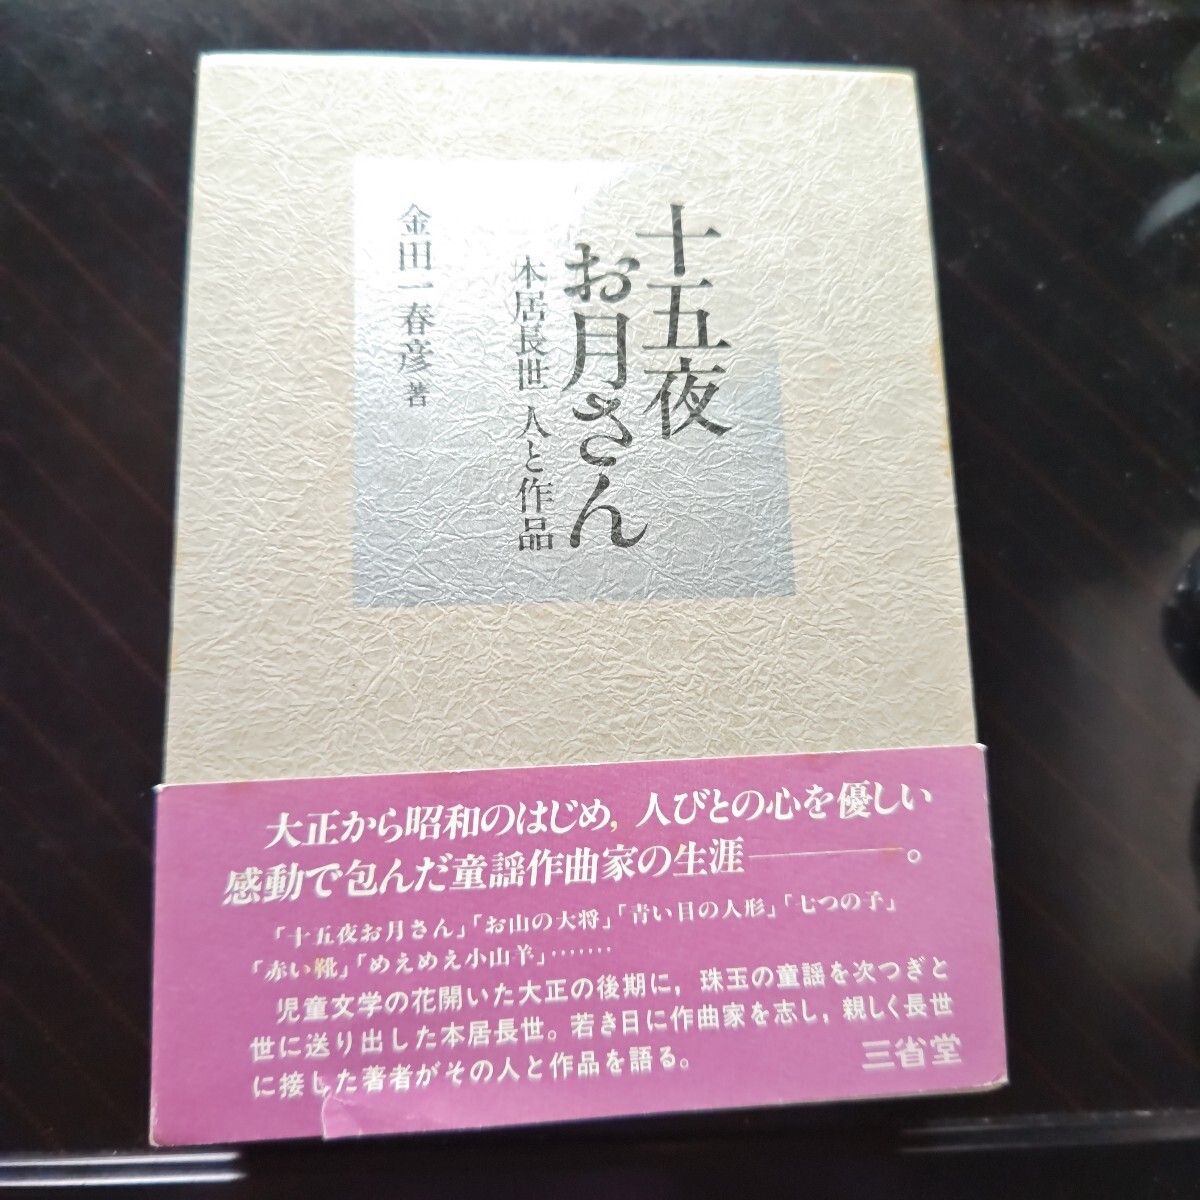 十五夜
お月さん
本居長世 人と作品
金田一春彦 著
大正から昭和のはじめ，人びとの心を優しい
感動で包んだ童謡作曲家の生涯―――。
「十五夜お月さん」「お山の大将」「青い目の人形」「七つの子」
「赤い靴」「めえめえ小山羊」………
児童文学の花開いた大正の後期に，珠玉の童謡を次つぎと
世に送り出した本居長世。若き日に作曲家を志し，親しく長世
に接した著者がその人と作品を語る。
三省堂